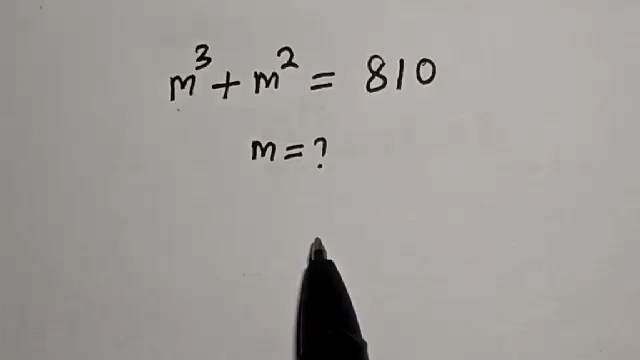 m³ + m² = 810
m = ?